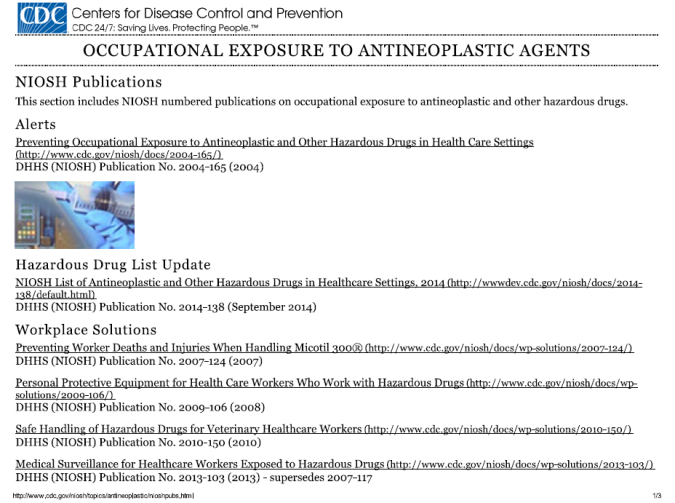 CDC
Centers for Disease Control and Prevention
CDC 24/7: Saving Lives. Protecting People.™
OCCUPATIONAL EXPOSURE TO ANTINEOPLASTIC AGENTS
NIOSH Publications
This section includes NIOSH numbered publications on occupational exposure to antineoplastic and other hazardous drugs.
Alerts
Preventing Occupational Exposure to Antineoplastic and Other Hazardous Drugs in Health Care Settings
(http://www.cdc.gov/niosh/docs/2004-165/)
DHHS (NIOSH) Publication No. 2004-165 (2004)
Hazardous Drug List Update
NIOSH List of Antineoplastic and Other Hazardous Drugs in Healthcare Settings, 2014 (http://wwwdev.cdc.gov/niosh/docs/2014-
138/default.html)
DHHS (NIOSH) Publication No. 2014-138 (September 2014)
Workplace Solutions
Preventing Worker Deaths and Injuries When Handling Micotil 300® (http://www.cdc.gov/niosh/docs/wp-solutions/2007-124/)
DHHS (NIOSH) Publication No. 2007-124 (2007)
Personal Protective Equipment for Health Care Workers Who Work with Hazardous Drugs (http://www.cdc.gov/niosh/docs/wp-
solutions/2009-106/)
DHHS (NIOSH) Publication No. 2009-106 (2008)
Safe Handling of Hazardous Drugs for Veterinary Healthcare Workers (http://www.cdc.gov/niosh/docs/wp-solutions/2010-150/)
DHHS (NIOSH) Publication No. 2010-150 (2010)
Medical Surveillance for Healthcare Workers Exposed to Hazardous Drugs (http://www.cdc.gov/niosh/docs/wp-solutions/2013-103/)
DHHS (NIOSH) Publication No. 2013-103 (2013) - supersedes 2007-117
http://www.cdc.gov/niosh/topics/antineoplastic/nioshpubs.html
1/3